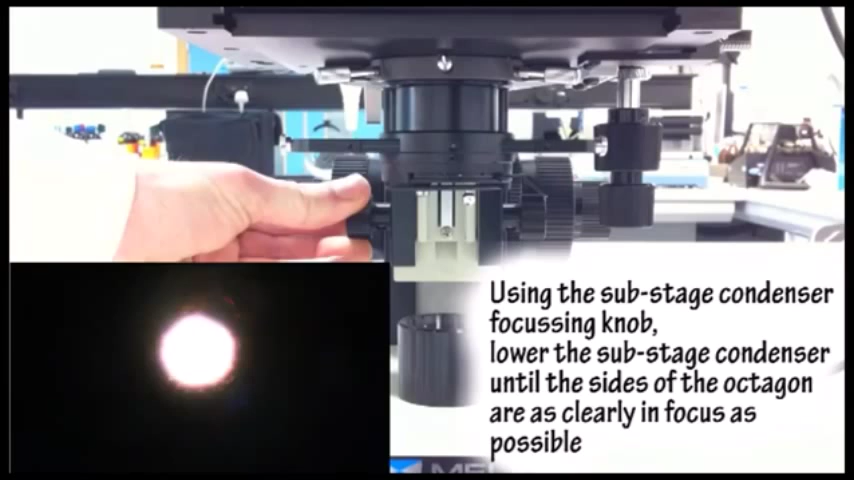 Using the sub-stage condenser
focussing knob,
lower the sub-stage condenser
until the sides of the octagon
are as clearly in focus as
possible